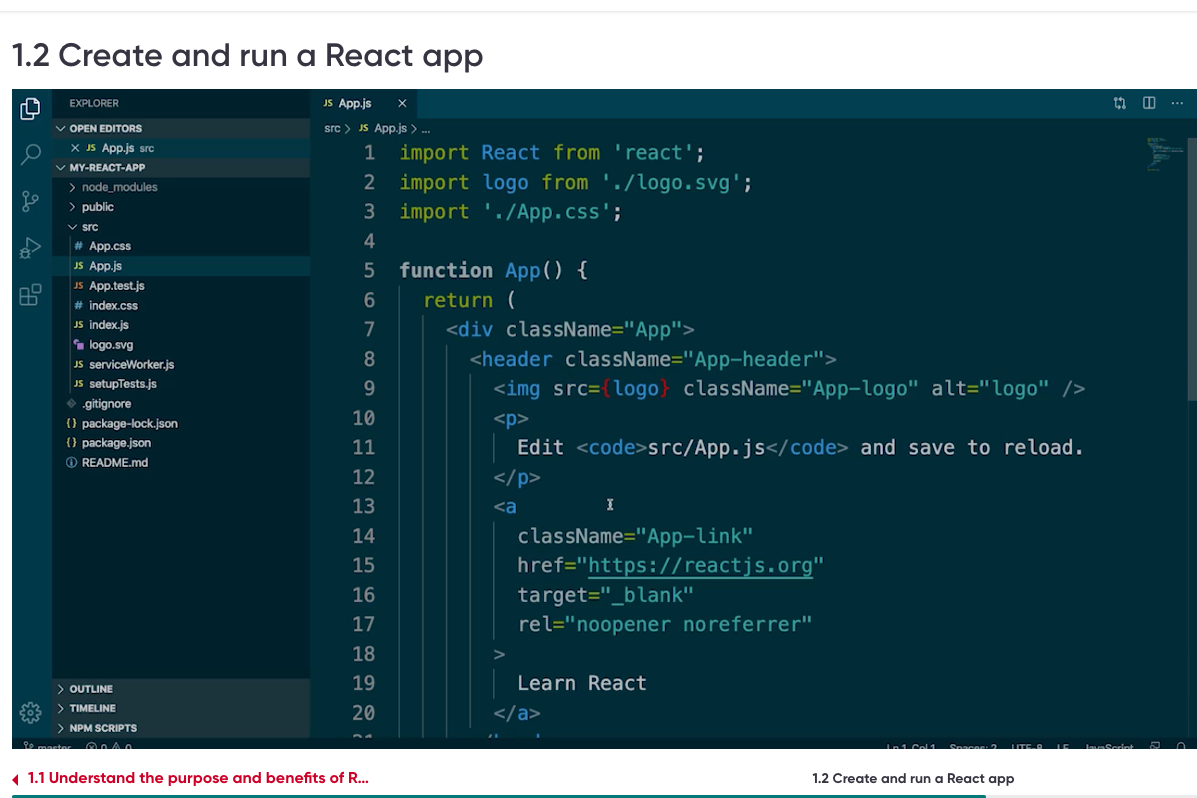 1.2 Create and run a React app
EXPLORER
OPEN EDITORS
JS App.js src
MY-REACT-APP
node_modules
public
src
# App.css
JS App.js
JS App.test.js
# index.css
JS index.js
logo.svg
JS serviceWorker.js
JS setupTests.js
.gitignore
{} package-lock.json
{} package.json
README.md
OUTLINE
TIMELINE
NPM SCRIPTS
JS App.js
src > JS App.js > ...
1 import React from 'react';
2 import logo from './logo.svg';
3 import './App.css';
4
5 function App() {
6 return (
7 <div className="App">
8 <header className="App-header">
9 <img src={logo} className="App-logo" alt="logo" />
10 <p>
11 Edit <code>src/App.js</code> and save to reload.
12 </p>
13 <a
14 className="App-link"
15 href="https://reactjs.org"
16 target="_blank"
17 rel="noopener noreferrer"
18 >
19 Learn React
20 </a>
master 0 0
Ln 1, Col 1 Spaces: 2 UTF-8 LF JavaScript
1.1 Understand the purpose and benefits of R...
1.2 Create and run a React app